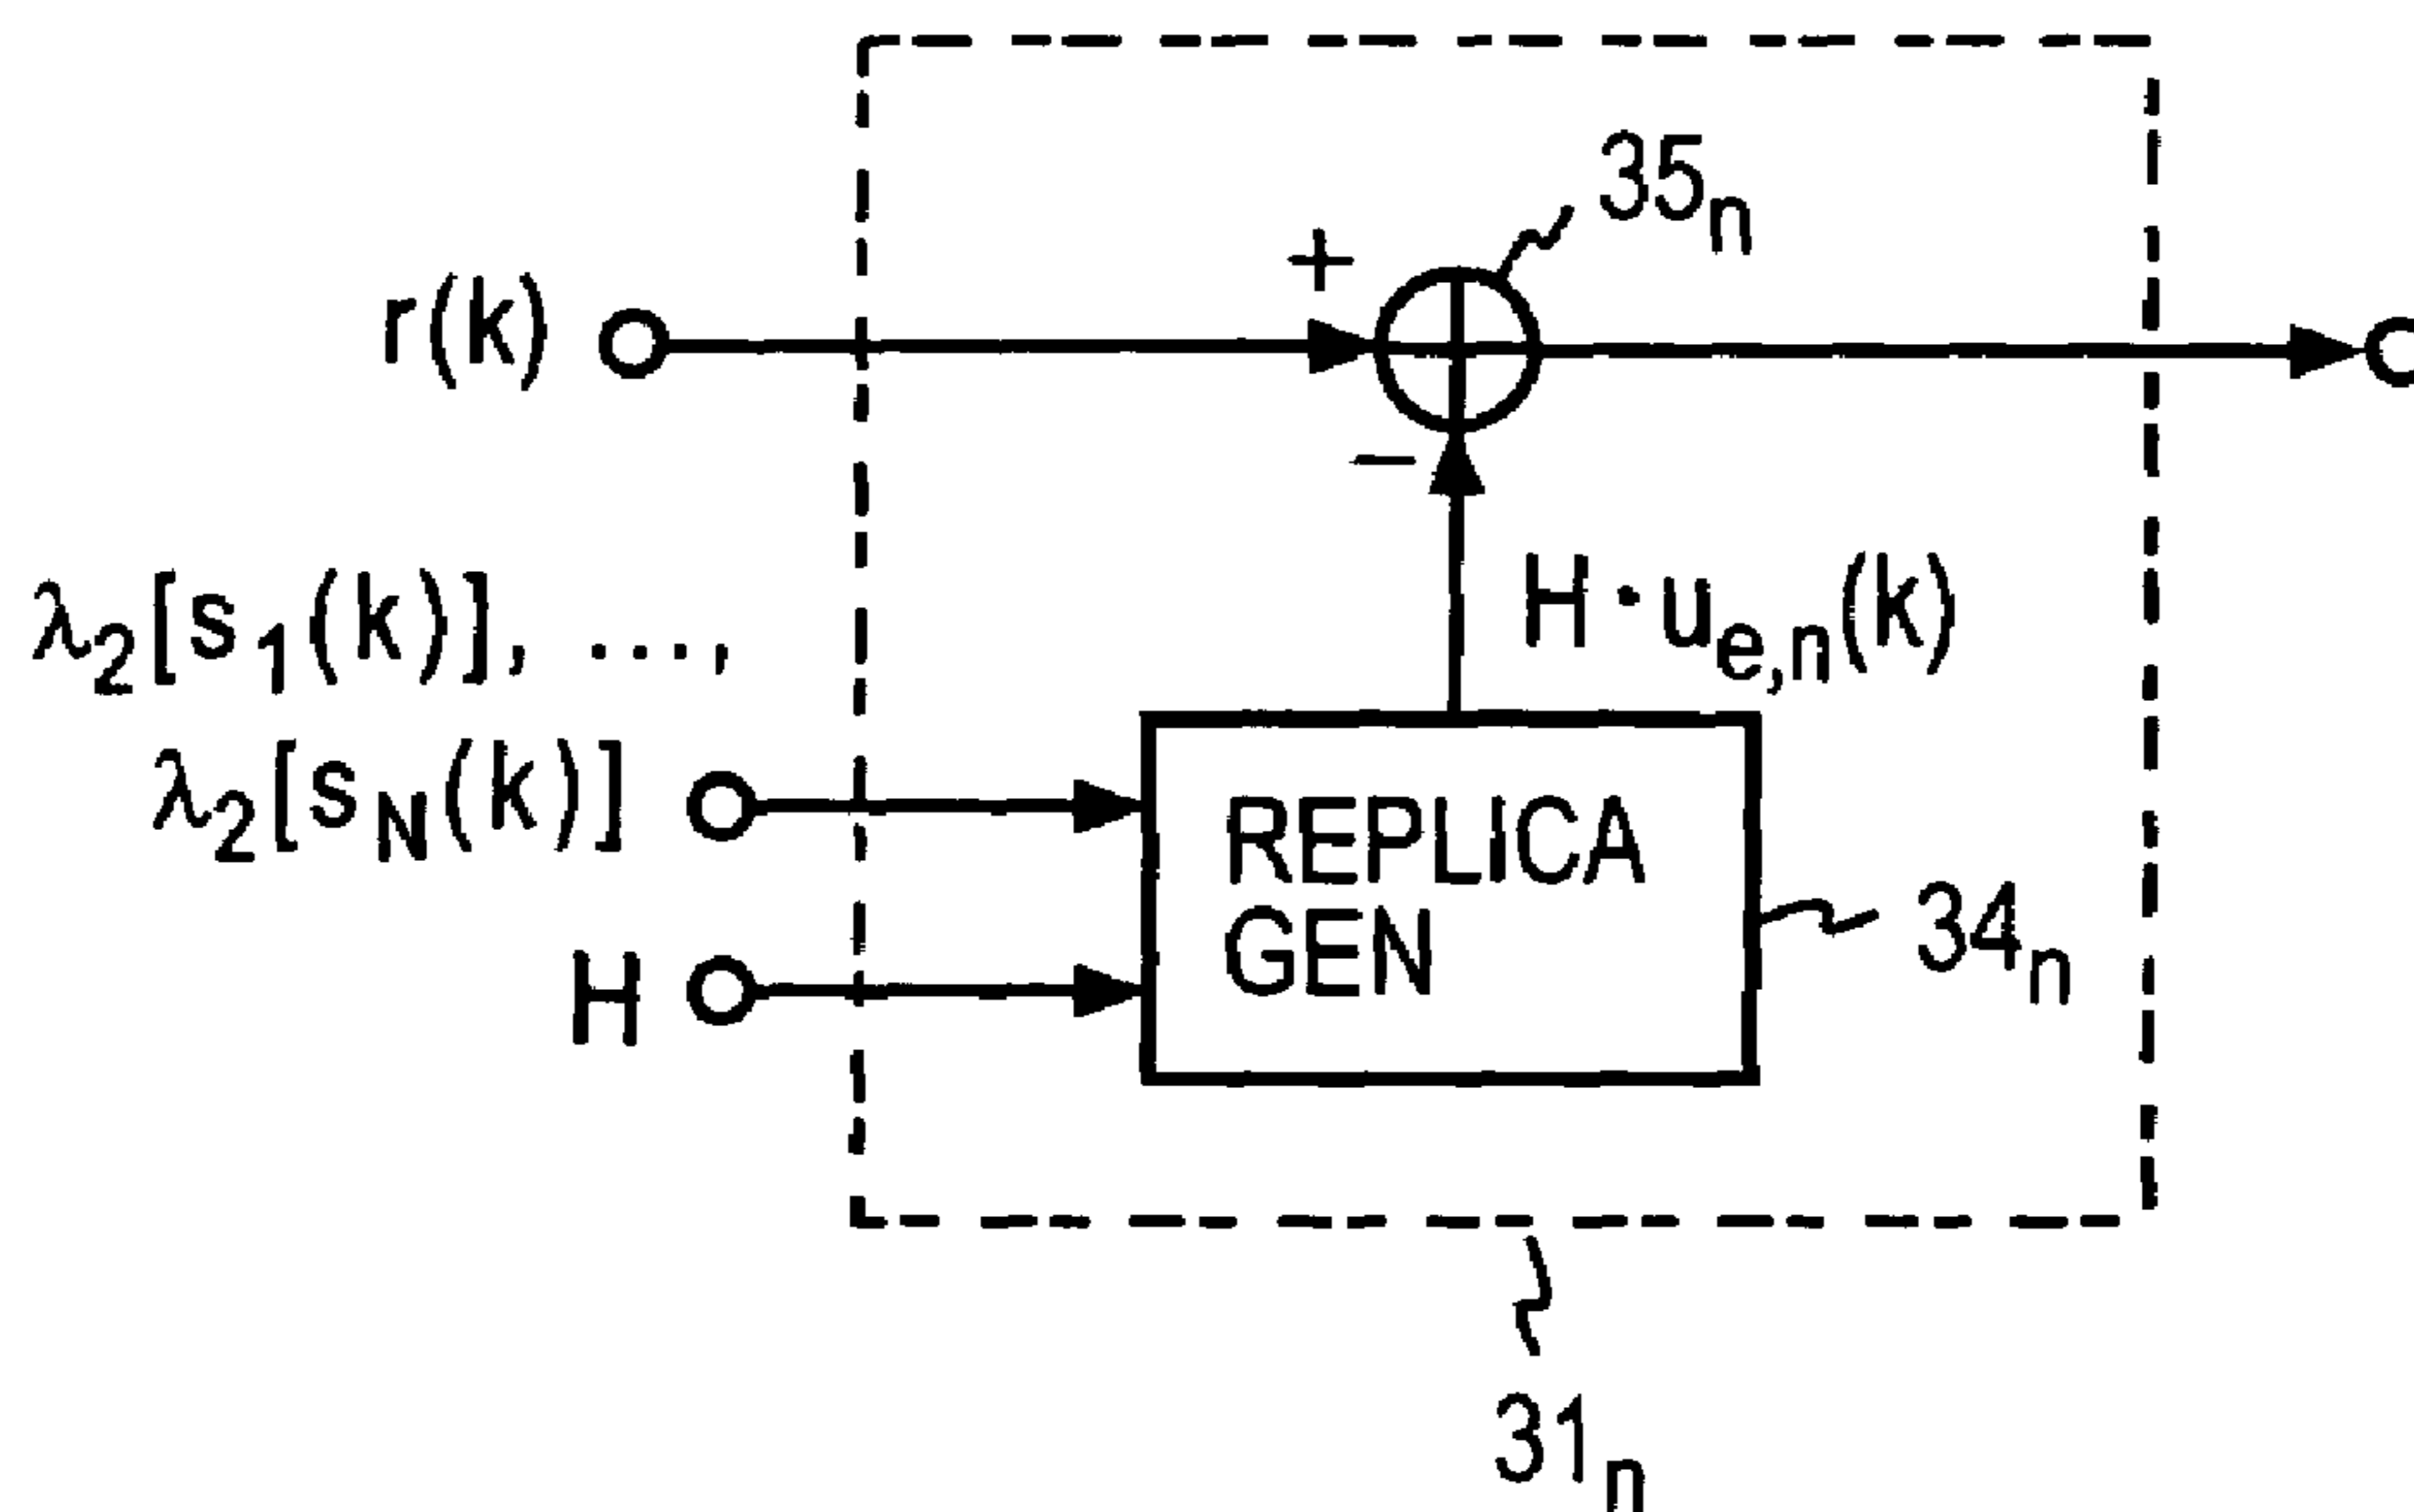 35n
+
r(k)
−
λ2[s1(k)], ...,
H·ue,n(k)
λ2[sN(k)]
REPLICA
GEN
34n
H
31n